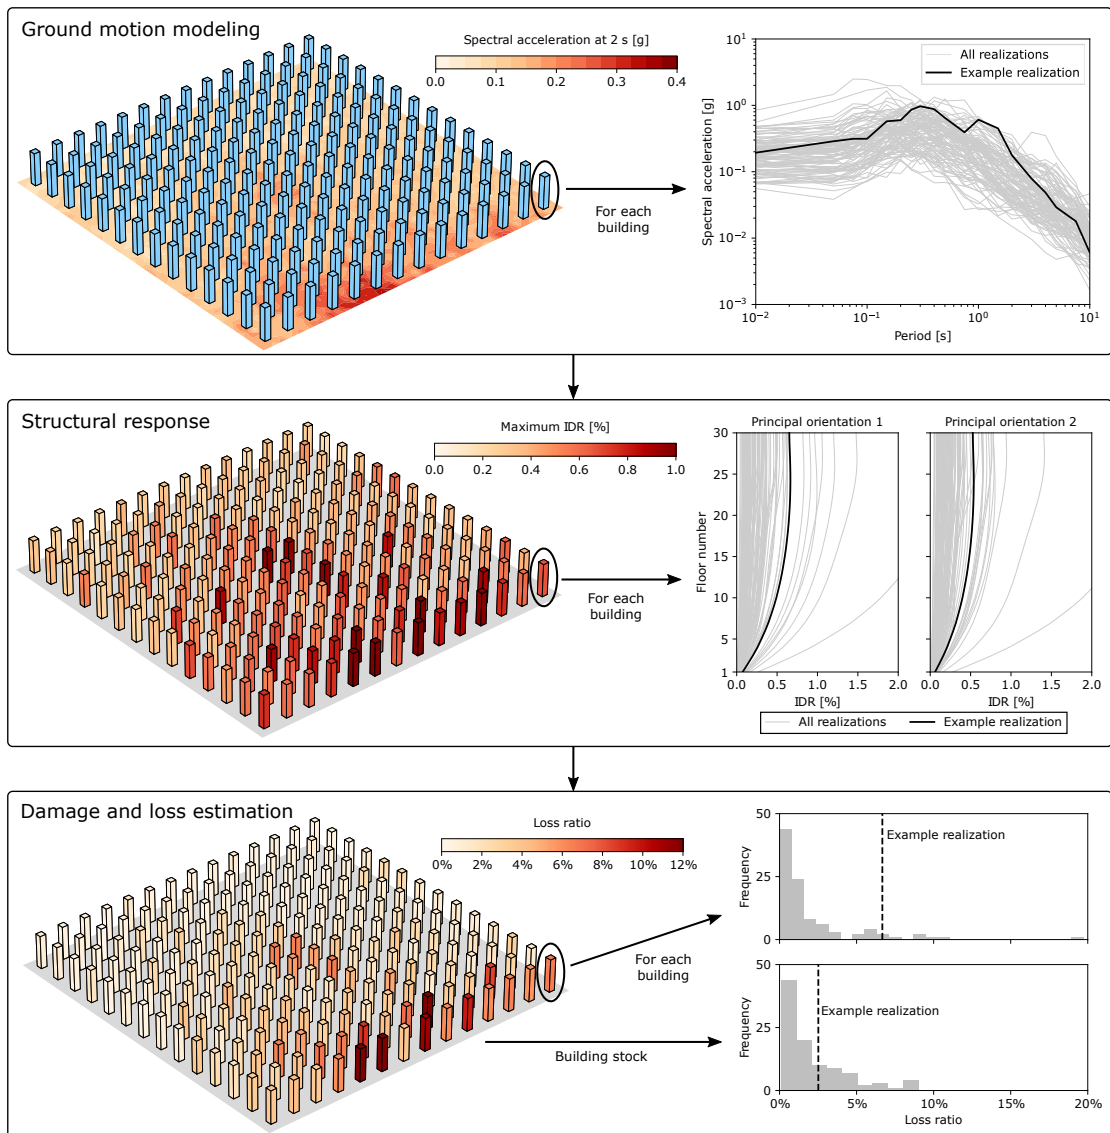 Ground motion modeling
Spectral acceleration at 2 s [g]
0.0 0.1 0.2 0.3 0.4
For each
building
Spectral acceleration [g]
10¹
10⁰
10⁻¹
10⁻²
10⁻³
All realizations
Example realization
10⁻² 10⁻¹ 10⁰ 10¹
Period [s]
Structural response
Maximum IDR [%]
0.0 0.2 0.4 0.6 0.8 1.0
For each
building
Principal orientation 1
Principal orientation 2
Floor number
30
25
20
15
10
5
1
0.0 0.5 1.0 1.5 2.0
IDR [%]
0.0 0.5 1.0 1.5 2.0
IDR [%]
All realizations
Example realization
Damage and loss estimation
Loss ratio
0% 2% 4% 6% 8% 10% 12%
For each
building
Building stock
Frequency
50
25
0
Example realization
Frequency
50
25
0
Example realization
0% 5% 10% 15% 20%
Loss ratio